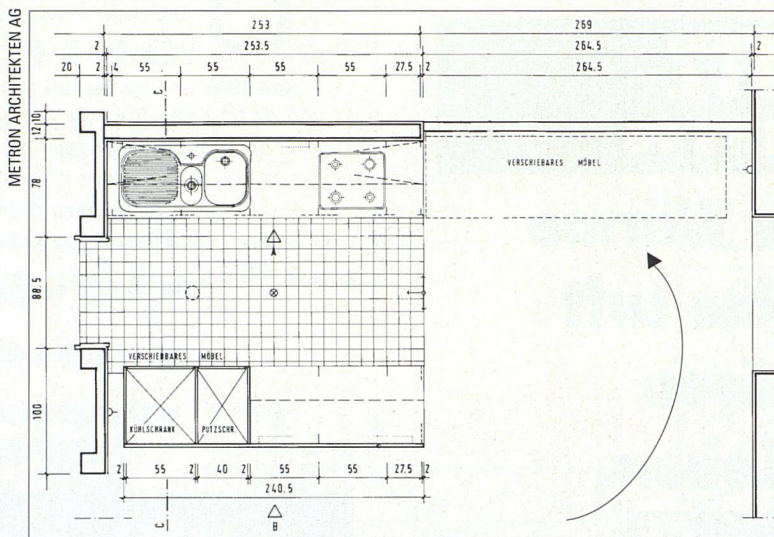 METRON ARCHITEKTEN AG
253 269
2 253.5 264.5 2
20 2 4 55 55 55 55 27.5 2 264.5
C
12 10
78
88.5
100
VERSCHIEBBARES MÖBEL
A
VERSCHIEBBARES MÖBEL
KÜHLSCHRANK PUTZSCHR.
2 55 2 40 2 55 55 27.5 2
240.5
C
B